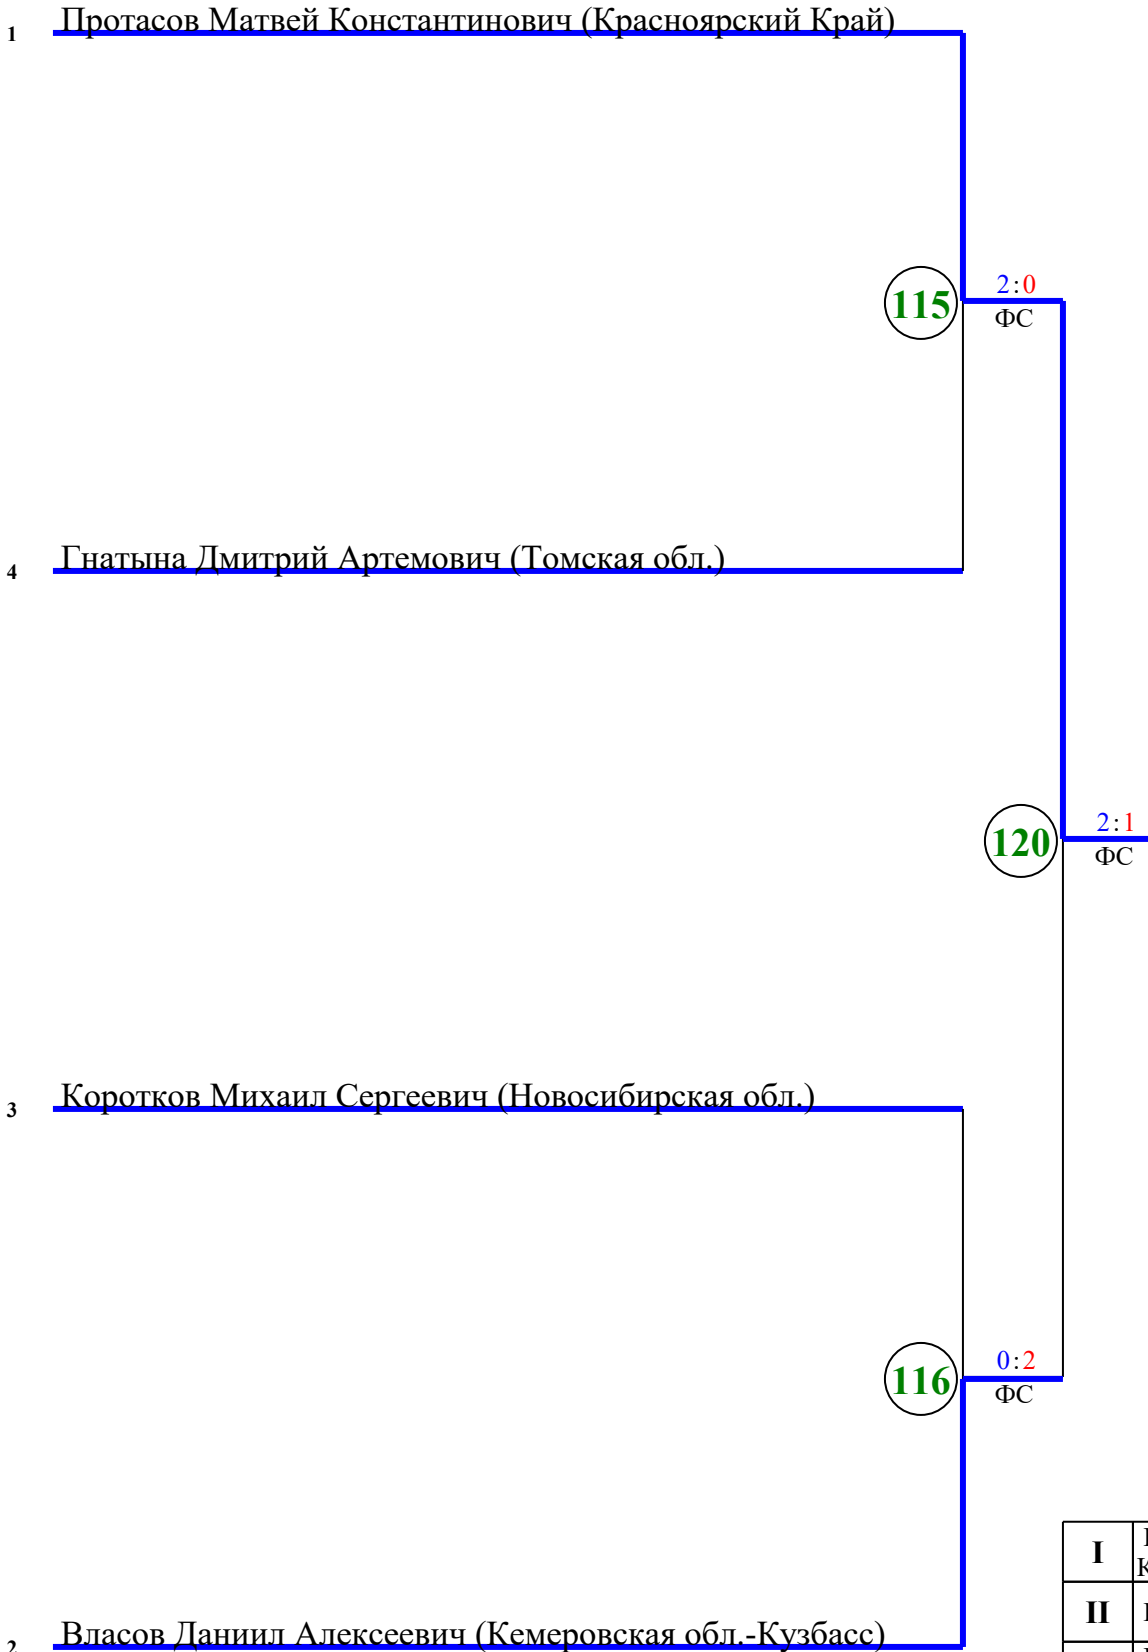 1 Протасов Матвей Константинович (Красноярский Край)
2:0
115
ФС
4 Гнатына Дмитрий Артемович (Томская обл.)
2:1
120
ФС
3 Коротков Михаил Сергеевич (Новосибирская обл.)
0:2
116
ФС
I
II
2 Власов Даниил Алексеевич (Кемеровская обл.-Кузбасс)